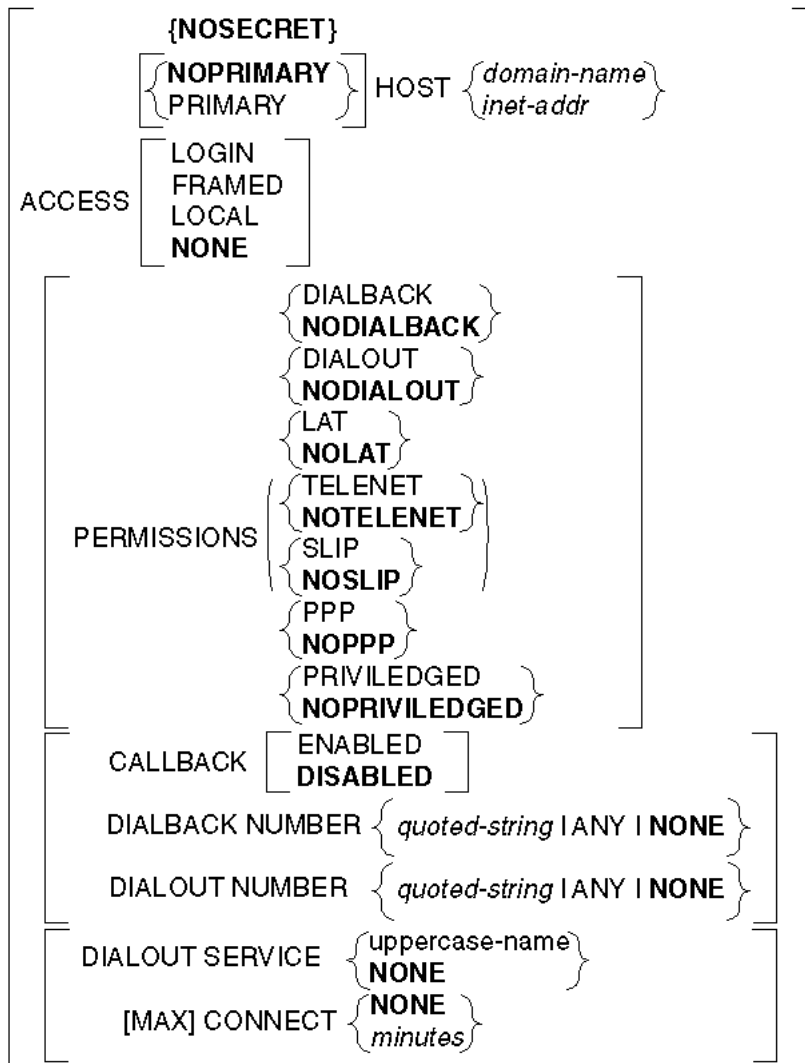 {NOSECRET}
NOPRIMARY
PRIMARY
HOST
domain-name
inet-addr
ACCESS
LOGIN
FRAMED
LOCAL
NONE
PERMISSIONS
DIALBACK
NODIALBACK
DIALOUT
NODIALOUT
LAT
NOLAT
TELENET
NOTELENET
SLIP
NOSLIP
PPP
NOPPP
PRIVILEDGED
NOPRIVILEDGED
CALLBACK
ENABLED
DISABLED
DIALBACK NUMBER {quoted-string | ANY | NONE}
DIALOUT NUMBER {quoted-string | ANY | NONE}
DIALOUT SERVICE
uppercase-name
NONE
[MAX] CONNECT
NONE
minutes